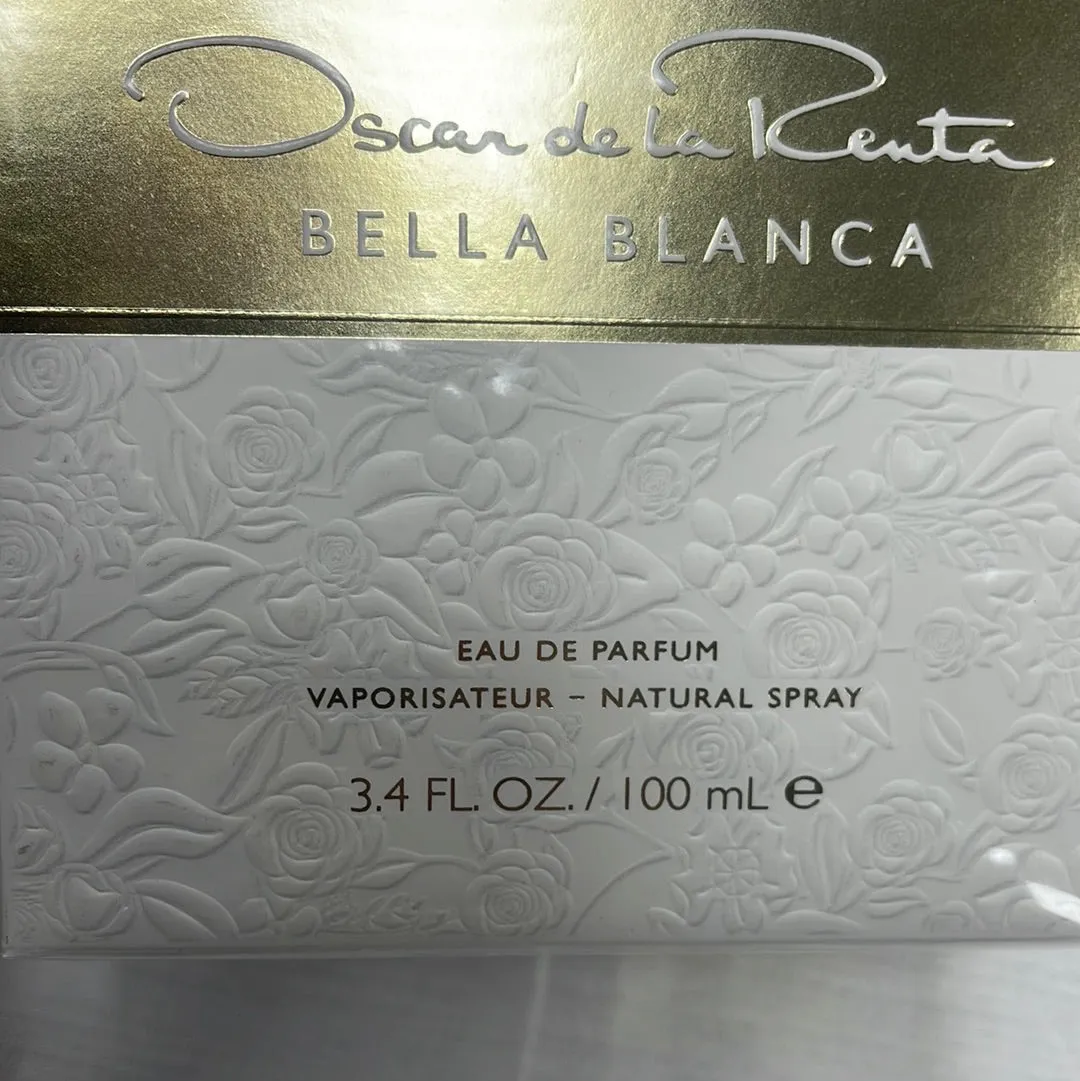 Oscar de la Renta
BELLA BLANCA
EAU DE PARFUM
VAPORISATEUR – NATURAL SPRAY
3.4 FL. OZ. / 100 mL ℮